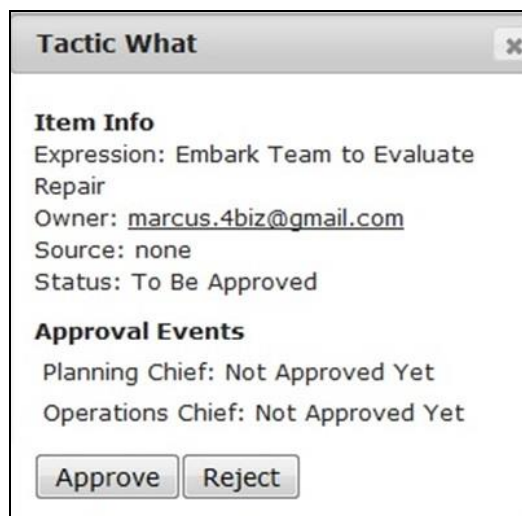 Tactic What
Item Info
Expression: Embark Team to Evaluate
Repair
Owner: marcus.4biz@gmail.com
Source: none
Status: To Be Approved
Approval Events
Planning Chief: Not Approved Yet
Operations Chief: Not Approved Yet
Approve Reject